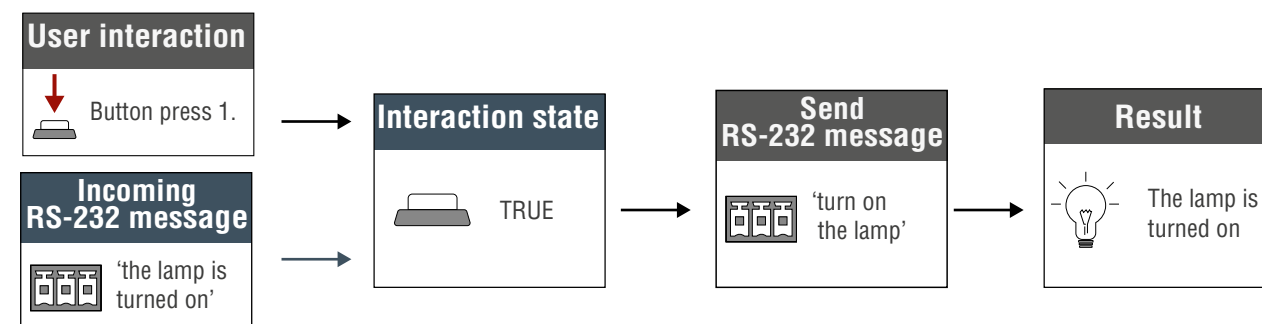 User interaction
Button press 1.
Incoming
RS-232 message
‘the lamp is
turned on’
Interaction state
TRUE
Send
RS-232 message
‘turn on
the lamp’
Result
The lamp is
turned on